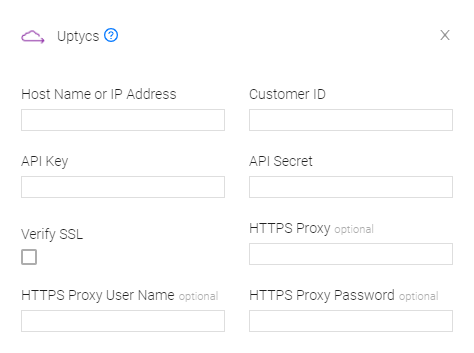 Uptycs ?
X
Host Name or IP Address
Customer ID
API Key
API Secret
Verify SSL
HTTPS Proxy optional
HTTPS Proxy User Name optional
HTTPS Proxy Password optional